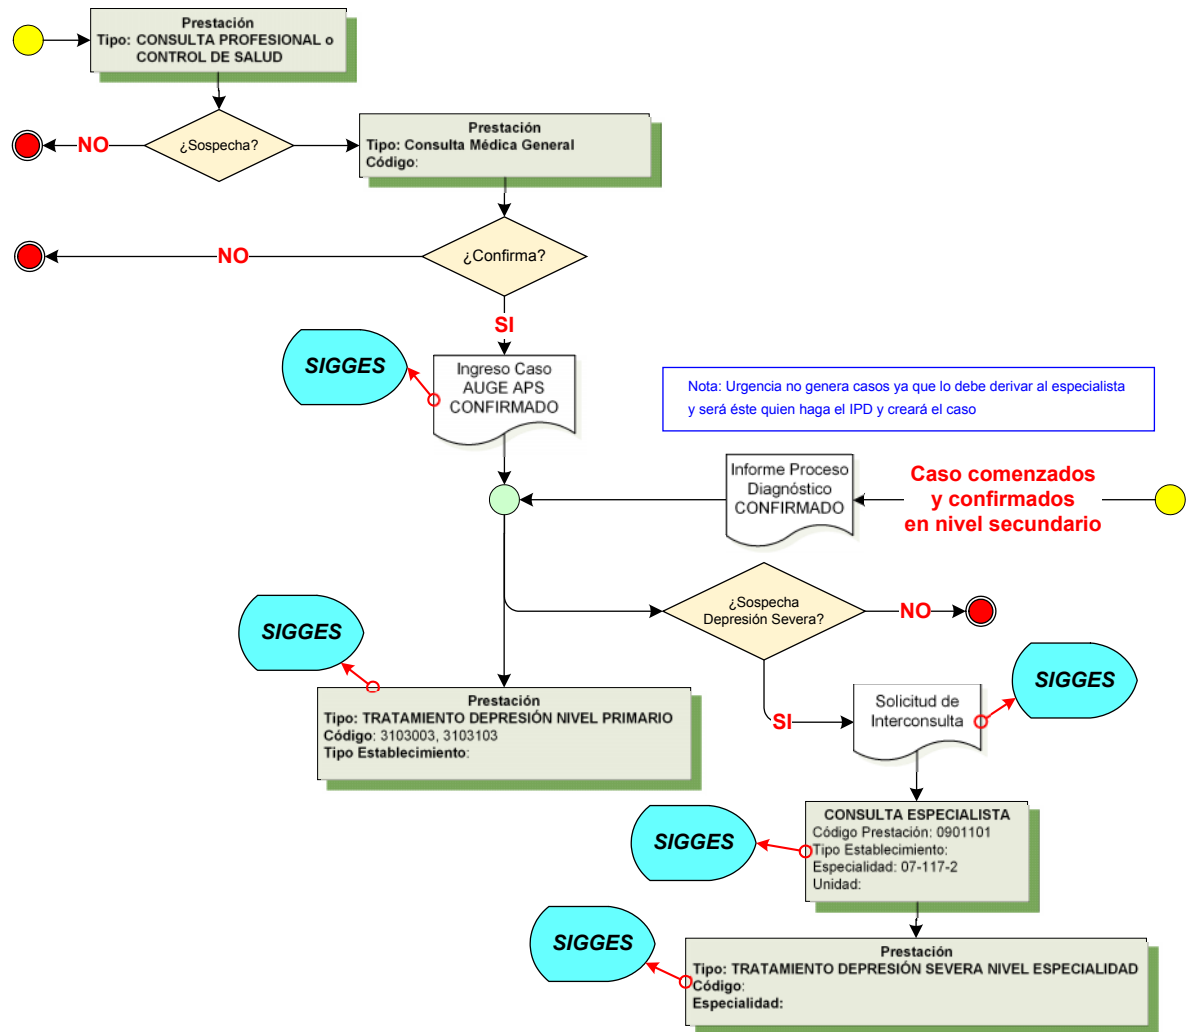 Prestación
Tipo: CONSULTA PROFESIONAL o
CONTROL DE SALUD
¿Sospecha?
NO
Prestación
Tipo: Consulta Médica General
Código:
¿Confirma?
NO
SI
SIGGES
Ingreso Caso
AUGE APS
CONFIRMADO
Nota: Urgencia no genera casos ya que lo debe derivar al especialista
y será éste quien haga el IPD y creará el caso
Informe Proceso
Diagnóstico
CONFIRMADO
Caso comenzados
y confirmados
en nivel secundario
¿Sospecha
Depresión Severa?
NO
SIGGES
SI
Solicitud de
Interconsulta
SIGGES
Prestación
Tipo: TRATAMIENTO DEPRESIÓN NIVEL PRIMARIO
Código: 3103003, 3103103
Tipo Establecimiento:
SIGGES
CONSULTA ESPECIALISTA
Código Prestación: 0901101
Tipo Establecimiento:
Especialidad: 07-117-2
Unidad:
SIGGES
Prestación
Tipo: TRATAMIENTO DEPRESIÓN SEVERA NIVEL ESPECIALIDAD
Código:
Especialidad: